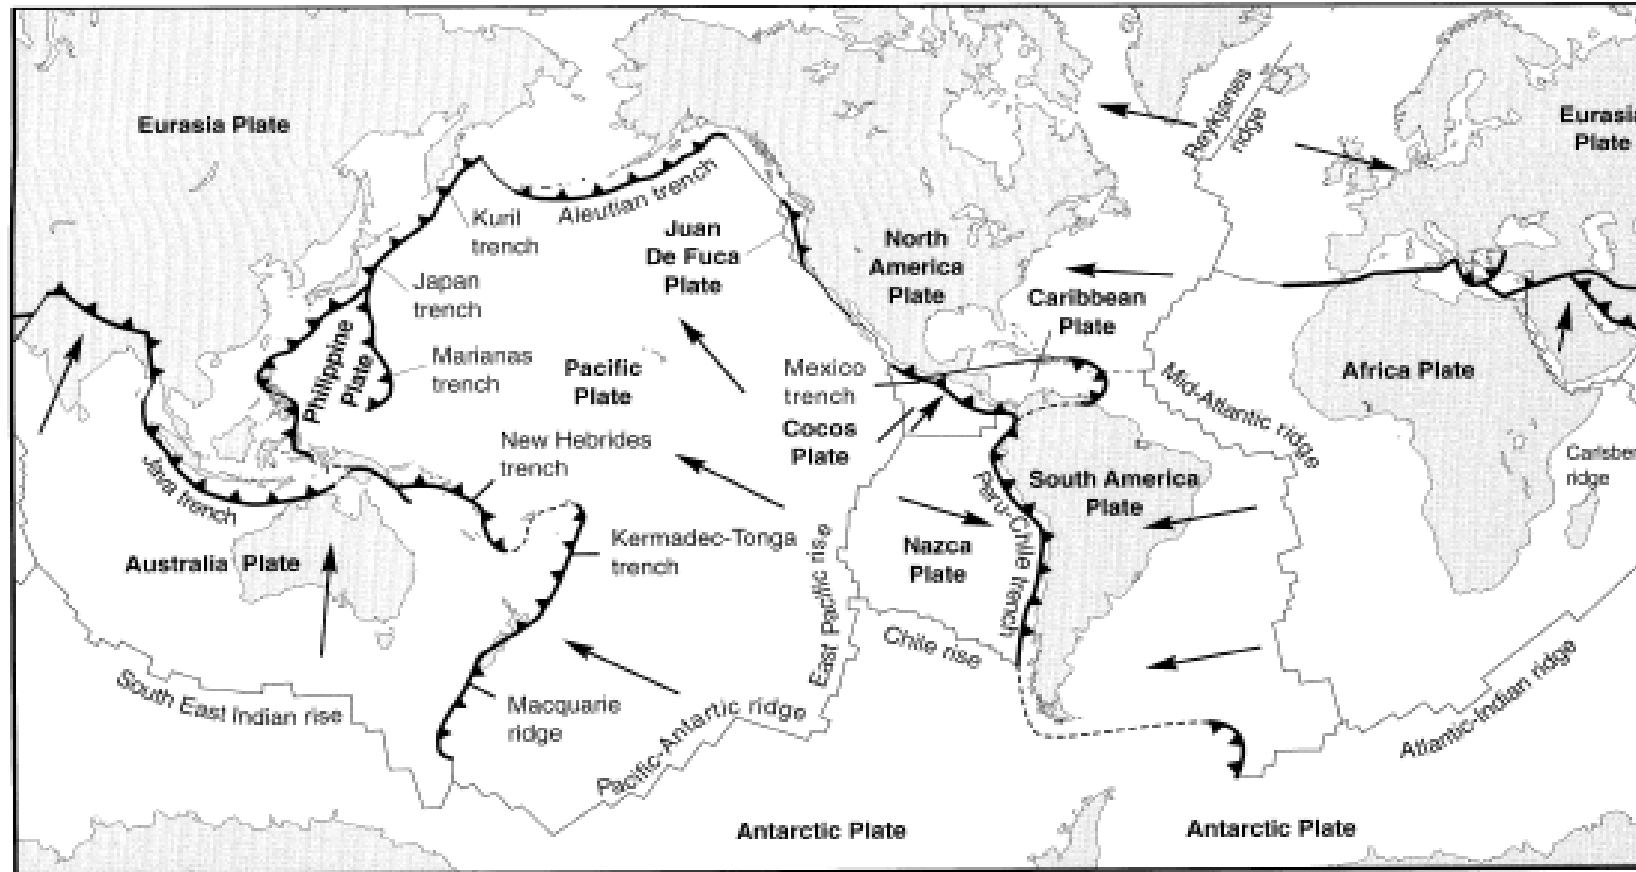 Eurasia Plate
Reykjanes
ridge
Eurasia
Plate
Kuril
trench
Aleutian trench
Juan
De Fuca
Plate
North
America
Plate
Japan
trench
Caribbean
Plate
Philippine
Plate
Marianas
trench
Pacific
Plate
Mexico
trench
Mid-Atlantic ridge
Africa Plate
Cocos
Plate
New Hebrides
trench
Java trench
Peru-Chile trench
South America
Plate
Carlsber
ridge
Australia Plate
Kermadec-Tonga
trench
East Pacific rise
Nazca
Plate
Chile rise
South East Indian rise
Macquarie
ridge
Pacific-Antartic ridge
Atlantic-Indian ridge
Antarctic Plate
Antarctic Plate